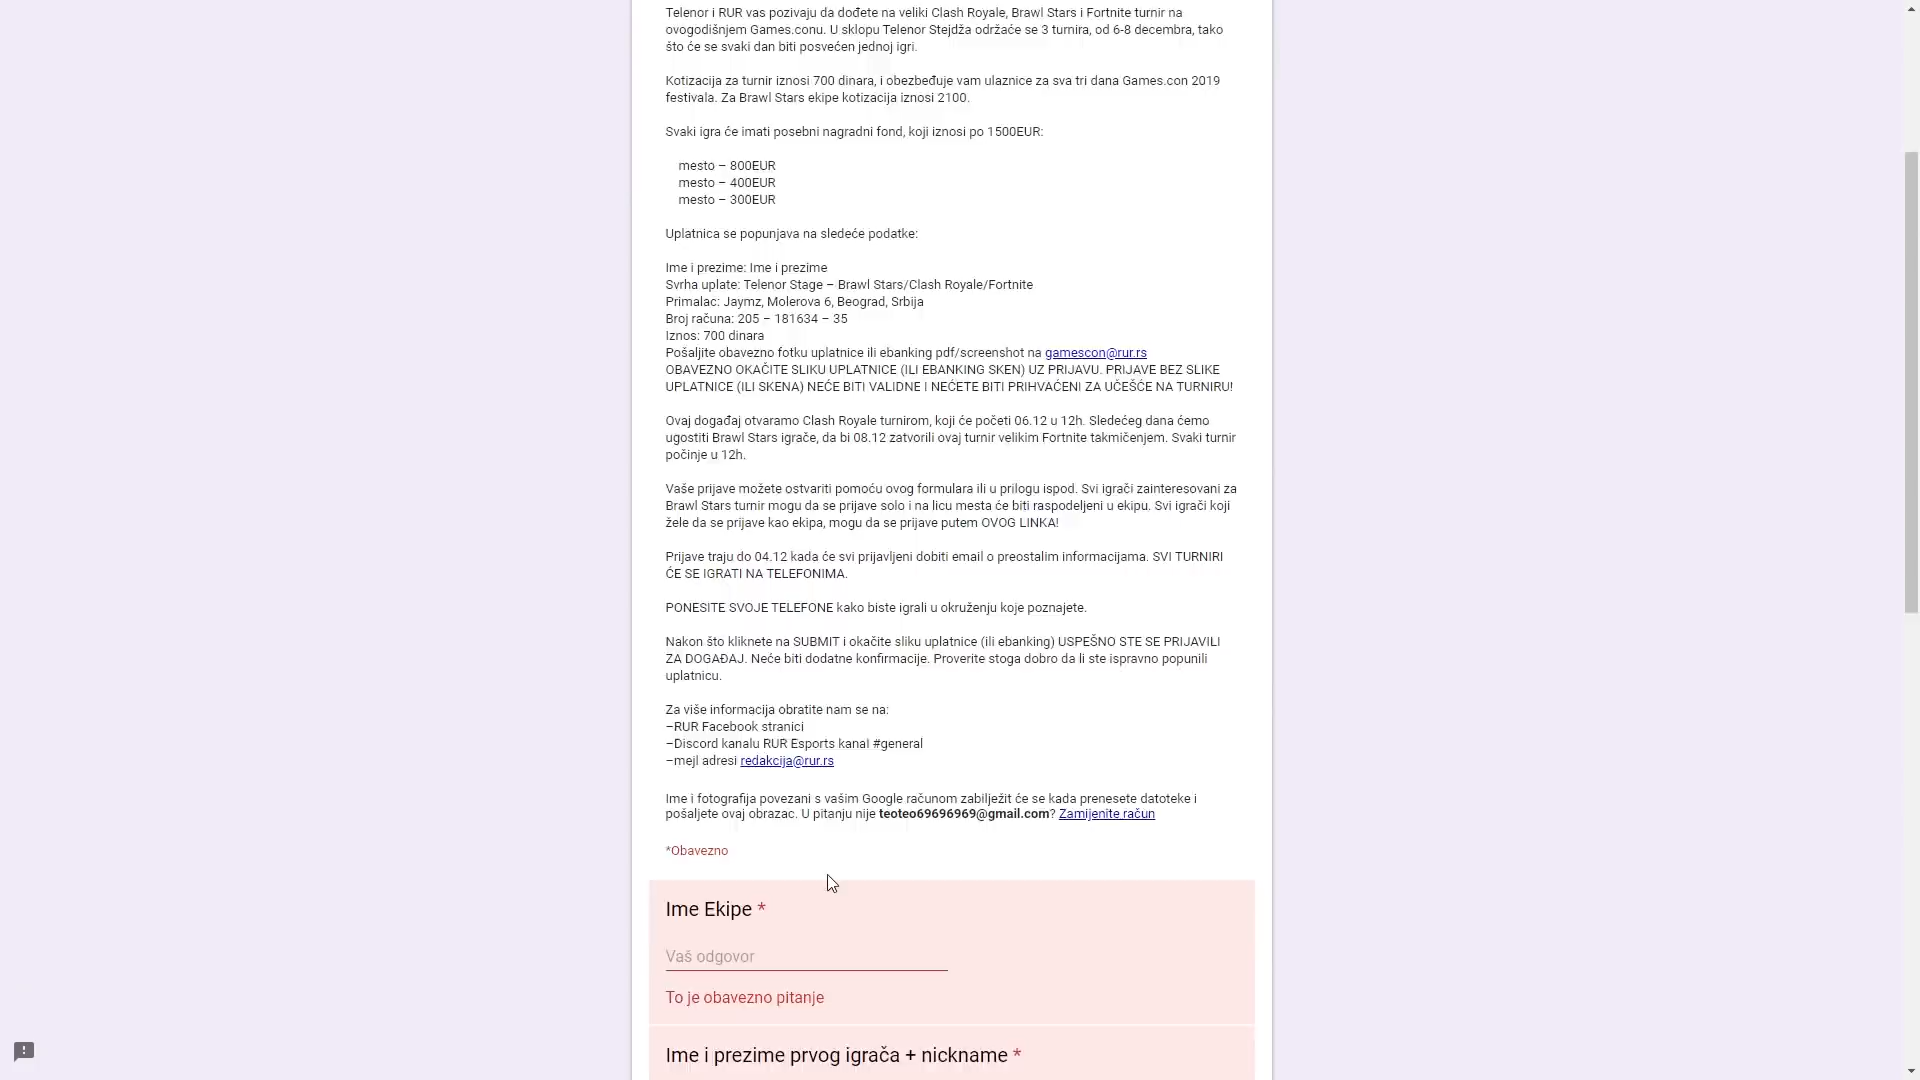 Telenor i RUR vas pozivaju da dođete na veliki Clash Royale, Brawl Stars i Fortnite turnir na
ovogodišnjem Games.conu. U sklopu Telenor Stejdža održaće se 3 turnira, od 6-8 decembra, tako
što će se svaki dan biti posvećen jednoj igri.
Kotizacija za turnir iznosi 700 dinara, i obezbeđuje vam ulaznice za sva tri dana Games.con 2019
festivala. Za Brawl Stars ekipe kotizacija iznosi 2100.
Svaki igra će imati posebni nagradni fond, koji iznosi po 1500EUR:
mesto – 800EUR
mesto – 400EUR
mesto – 300EUR
Uplatnica se popunjava na sledeće podatke:
Ime i prezime: Ime i prezime
Svrha uplate: Telenor Stage – Brawl Stars/Clash Royale/Fortnite
Primalac: Jaymz, Molerova 6, Beograd, Srbija
Broj računa: 205 – 181634 – 35
Iznos: 700 dinara
Pošaljite obavezno fotku uplatnice ili ebanking pdf/screenshot na gamescon@rur.rs
OBAVEZNO OKAČITE SLIKU UPLATNICE (ILI EBANKING SKEN) UZ PRIJAVU. PRIJAVE BEZ SLIKE
UPLATNICE (ILI SKENA) NEĆE BITI VALIDNE I NEĆETE BITI PRIHVAĆENI ZA UČEŠĆE NA TURNIRU!
Ovaj događaj otvaramo Clash Royale turnirom, koji će početi 06.12 u 12h. Sledećeg dana ćemo
ugostiti Brawl Stars igrače, da bi 08.12 zatvorili ovaj turnir velikim Fortnite takmičenjem. Svaki turnir
počinje u 12h.
Vaše prijave možete ostvariti pomoću ovog formulara ili u prilogu ispod. Svi igrači zainteresovani za
Brawl Stars turnir mogu da se prijave solo i na licu mesta će biti raspodeljeni u ekipu. Svi igrači koji
žele da se prijave kao ekipa, mogu da se prijave putem OVOG LINKA!
Prijave traju do 04.12 kada će svi prijavljeni dobiti email o preostalim informacijama. SVI TURNIRI
ĆE SE IGRATI NA TELEFONIMA.
PONESITE SVOJE TELEFONE kako biste igrali u okruženju koje poznajete.
Nakon što kliknete na SUBMIT i okačite sliku uplatnice (ili ebanking) USPEŠNO STE SE PRIJAVILI
ZA DOGAĐAJ. Neće biti dodatne konfirmacije. Proverite stoga dobro da li ste ispravno popunili
uplatnicu.
Za više informacija obratite nam se na:
–RUR Facebook stranici
–Discord kanalu RUR Esports kanal #general
–mejl adresi redakcija@rur.rs
Ime i fotografija povezani s vašim Google računom zabilježit će se kada prenesete datoteke i
pošaljete ovaj obrazac. U pitanju nije teoteo69696969@gmail.com? Zamijenite račun
*Obavezno
Ime Ekipe *
Vaš odgovor
To je obavezno pitanje
Ime i prezime prvog igrača + nickname *